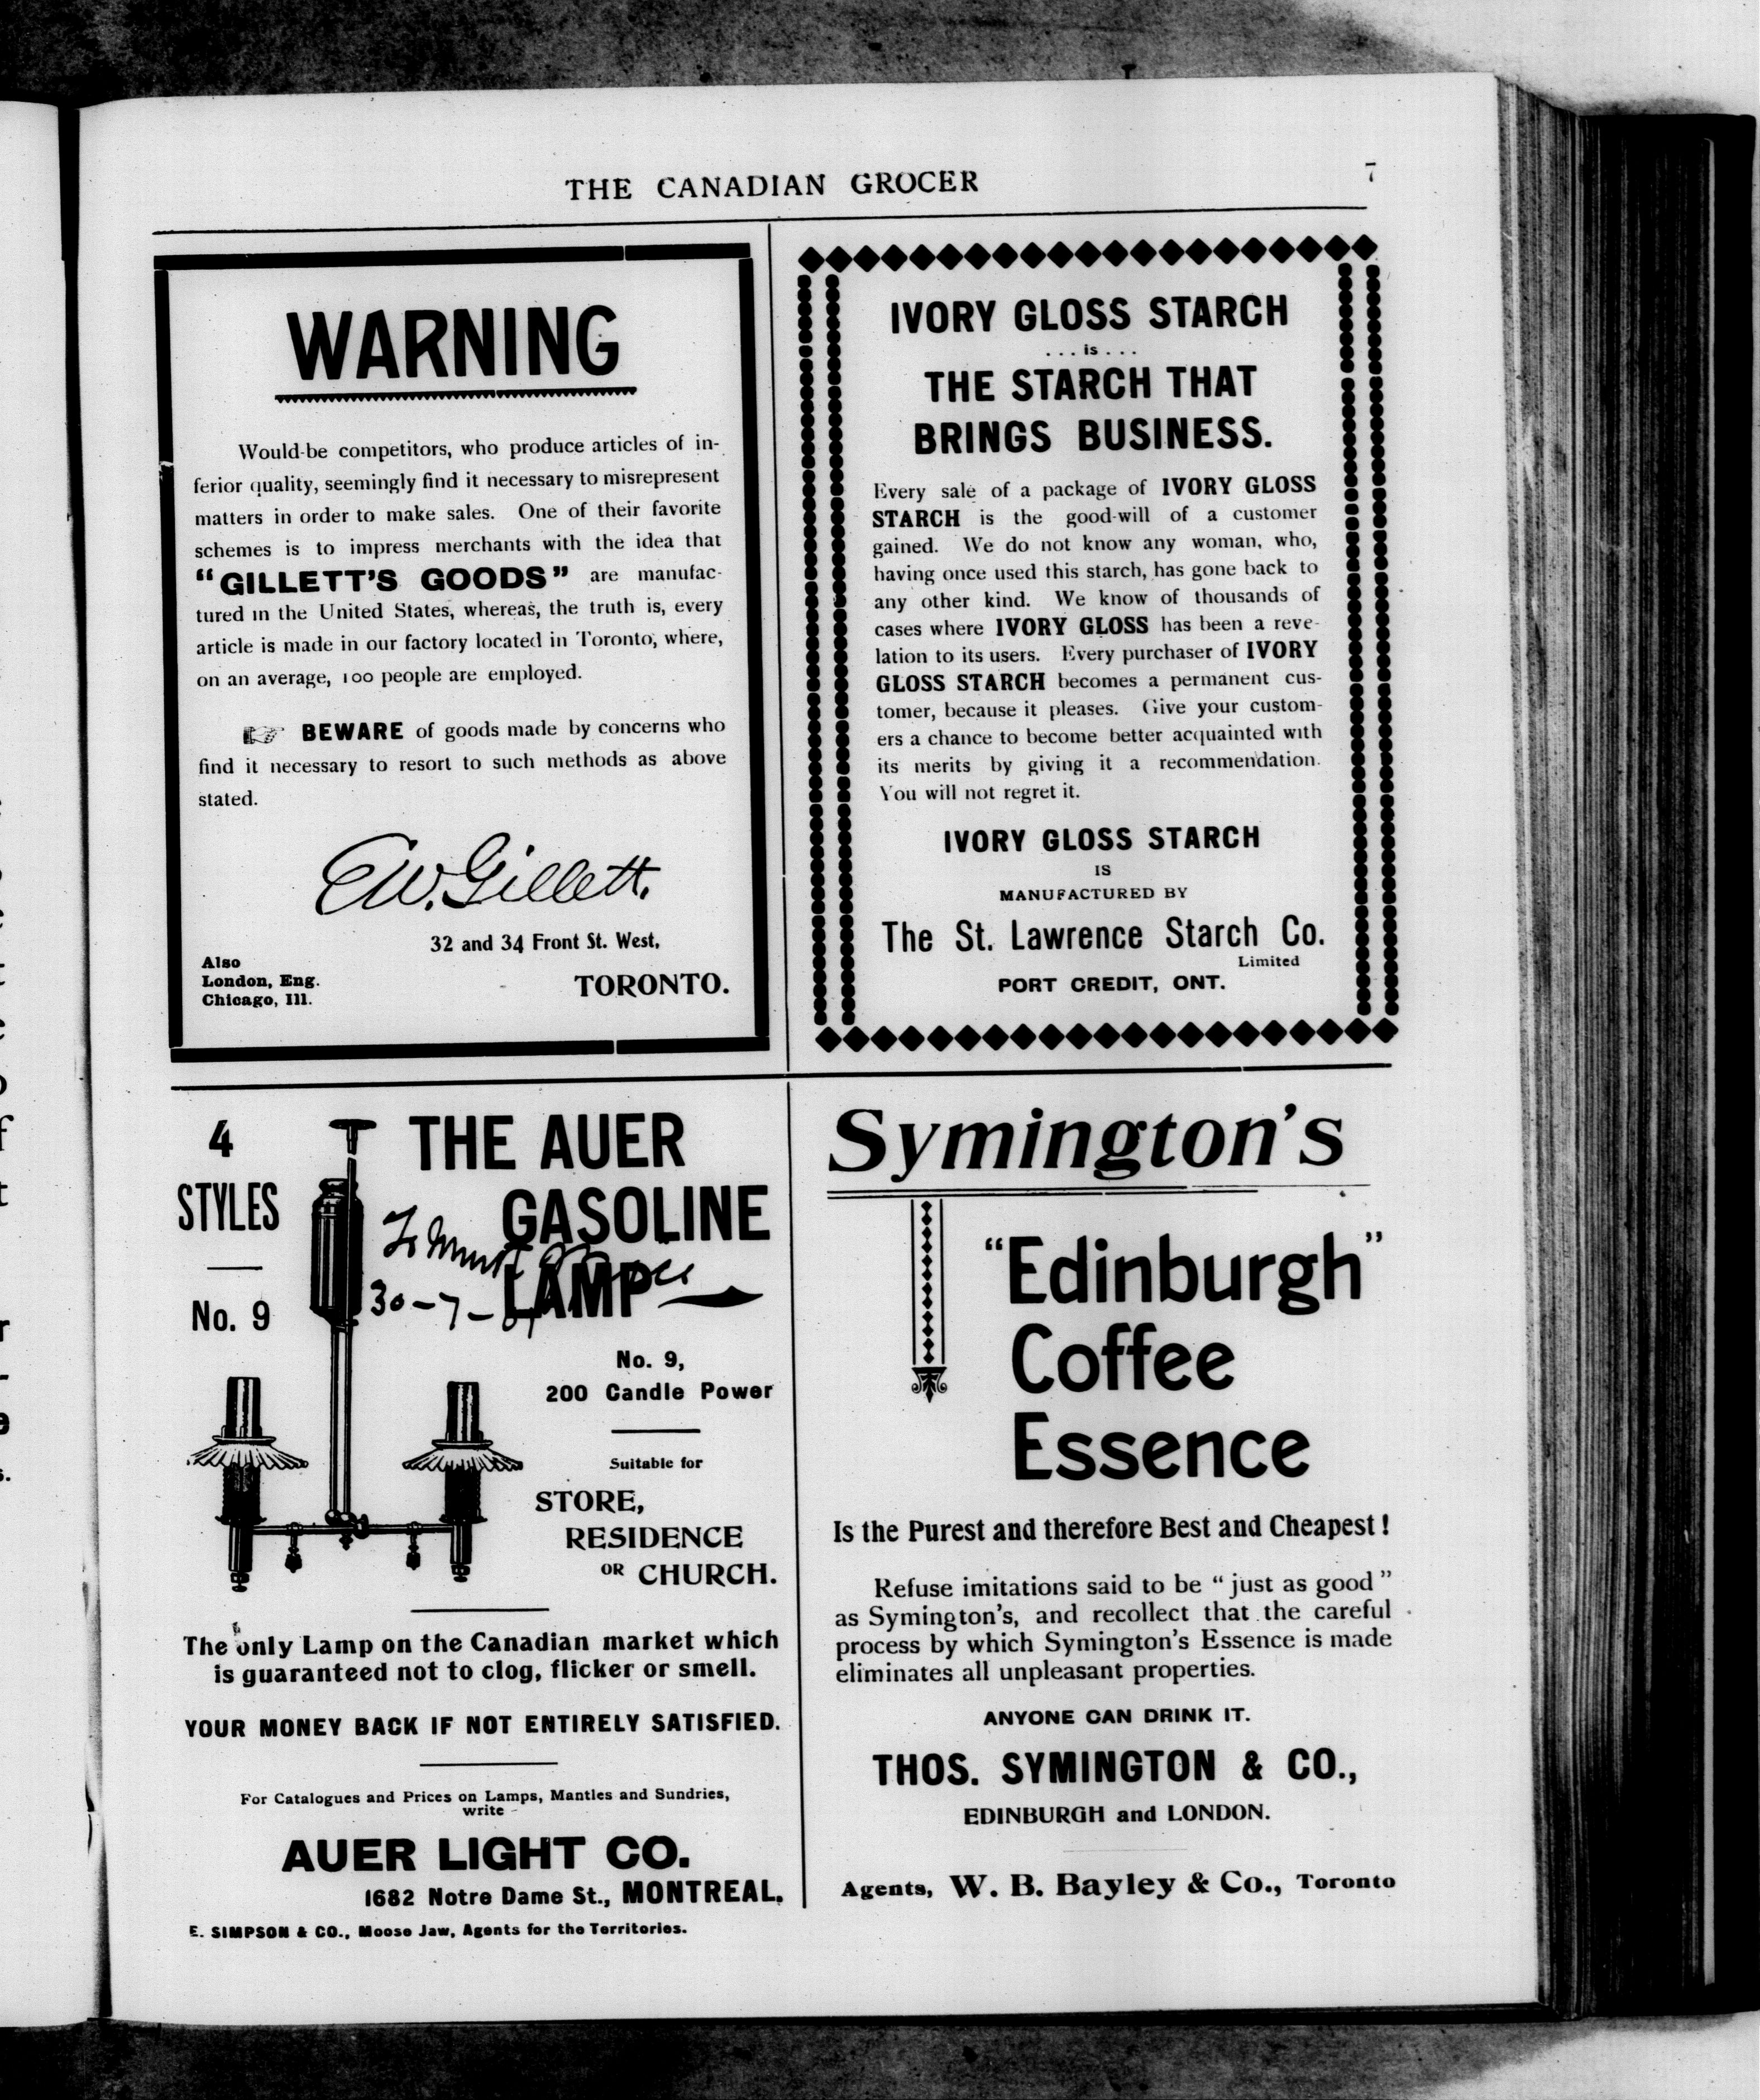 THE CANADIAN GROCER
7
WARNING
Would-be competitors, who produce articles of in-
ferior quality, seemingly find it necessary to misrepresent
matters in order to make sales. One of their favorite
schemes is to impress merchants with the idea that
“GILLETT'S GOODS” are manufac-
tured in the United States, whereas, the truth is, every
article is made in our factory located in Toronto, where,
on an average, 100 people are employed.
BEWARE of goods made by concerns who
find it necessary to resort to such methods as above
stated.
E.W. Gillett.
32 and 34 Front St. West,
Also
London, Eng.
Chicago, Ill.
TORONTO.
IVORY GLOSS STARCH
... is ...
THE STARCH THAT
BRINGS BUSINESS.
Every sale of a package of IVORY GLOSS
STARCH is the good-will of a customer
gained. We do not know any woman, who,
having once used this starch, has gone back to
any other kind. We know of thousands of
cases where IVORY GLOSS has been a reve-
lation to its users. Every purchaser of IVORY
GLOSS STARCH becomes a permanent cus-
tomer, because it pleases. Give your custom-
ers a chance to become better acquainted with
its merits by giving it a recommendation.
You will not regret it.
IVORY GLOSS STARCH
IS
MANUFACTURED BY
The St. Lawrence Starch Co.
Limited
PORT CREDIT, ONT.
4
STYLES
No. 9
THE AUER
GASOLINE
LAMP
30-7-
No. 9,
200 Candle Power
Suitable for
STORE,
RESIDENCE
OR CHURCH.
The only Lamp on the Canadian market which
is guaranteed not to clog, flicker or smell.
YOUR MONEY BACK IF NOT ENTIRELY SATISFIED.
For Catalogues and Prices on Lamps, Mantles and Sundries,
write –
AUER LIGHT CO.
1682 Notre Dame St., MONTREAL.
E. SIMPSON & CO., Moose Jaw, Agents for the Territories.
Symington's
“Edinburgh”
Coffee
Essence
Is the Purest and therefore Best and Cheapest!
Refuse imitations said to be “just as good”
as Symington's, and recollect that the careful
process by which Symington's Essence is made
eliminates all unpleasant properties.
ANYONE CAN DRINK IT.
THOS. SYMINGTON & CO.,
EDINBURGH and LONDON.
Agents, W. B. Bayley & Co., Toronto